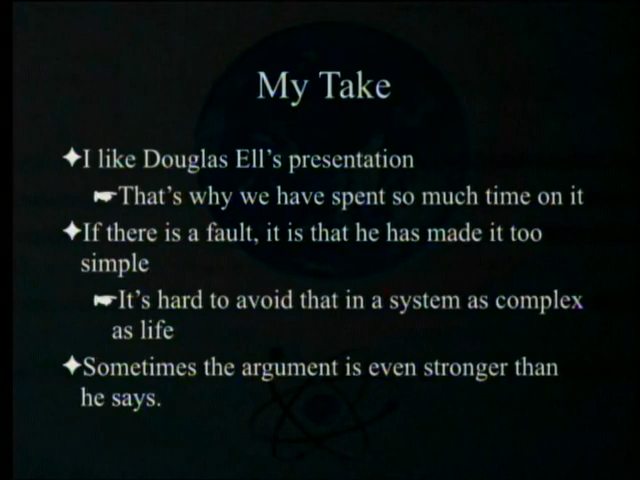 My Take
✦I like Douglas Ell's presentation
☛That's why we have spent so much time on it
✦If there is a fault, it is that he has made it too
simple
☛It's hard to avoid that in a system as complex
as life
✦Sometimes the argument is even stronger than
he says.